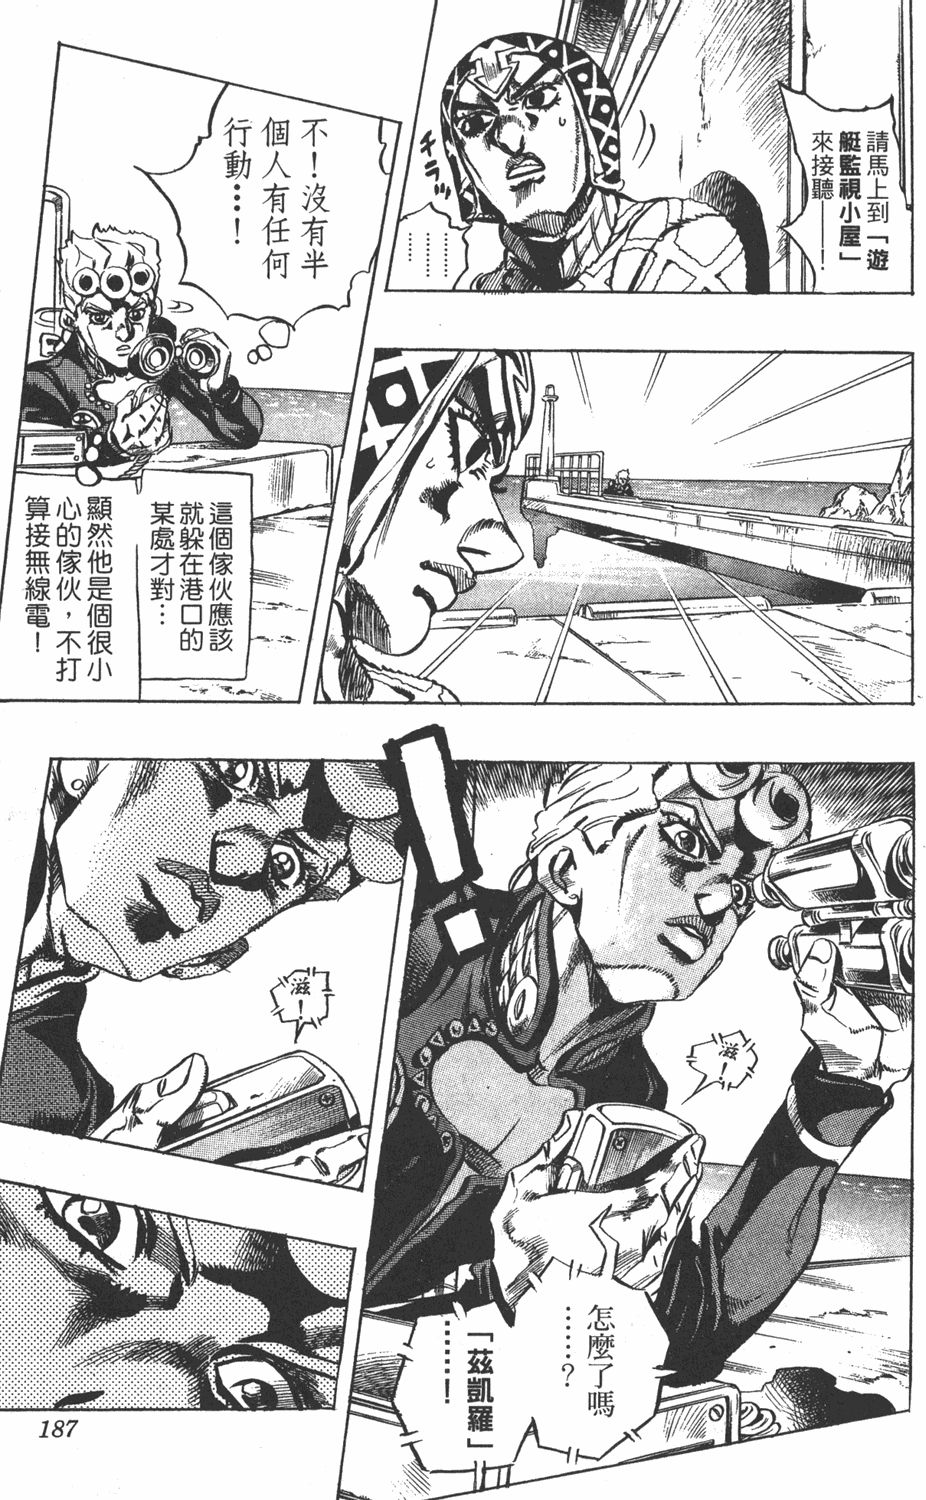 請馬上到「遊
艇監視小屋」
來接聽——！
………
………
不！沒有半
個人有任何
行動…！
這個傢伙應該
就躲在港口的
某處才對…
顯然他是個很小
心的傢伙，不打
算接無線電！
！
滋！
滋！
怎麼了嗎
……？
「茲凱羅」
……！
187